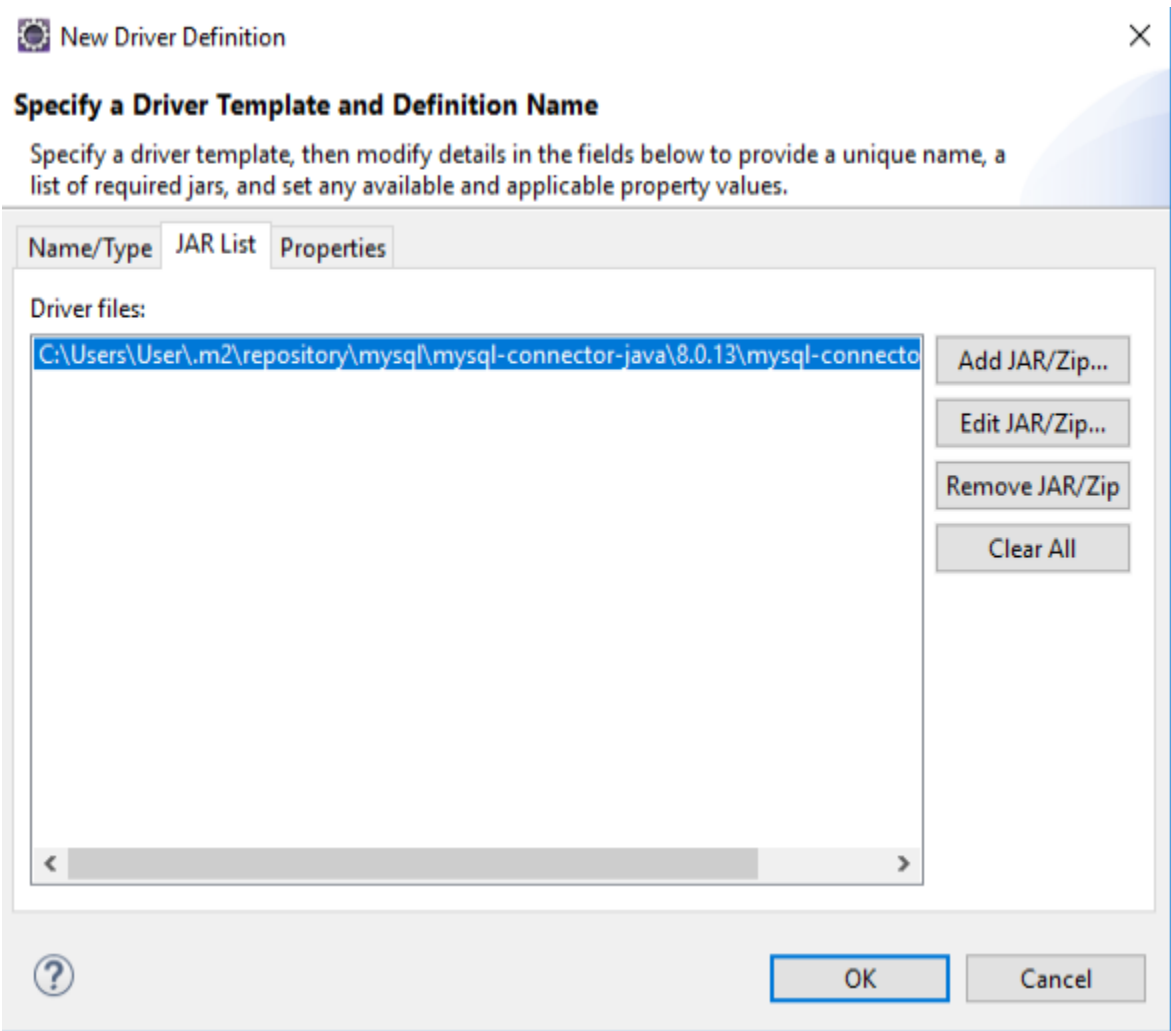 New Driver Definition
Specify a Driver Template and Definition Name
Specify a driver template, then modify details in the fields below to provide a unique name, a
list of required jars, and set any available and applicable property values.
Name/Type JAR List Properties
Driver files:
C:\Users\User\.m2\repository\mysql\mysql-connector-java\8.0.13\mysql-connecto
Add JAR/Zip...
Edit JAR/Zip...
Remove JAR/Zip
Clear All
?
OK Cancel